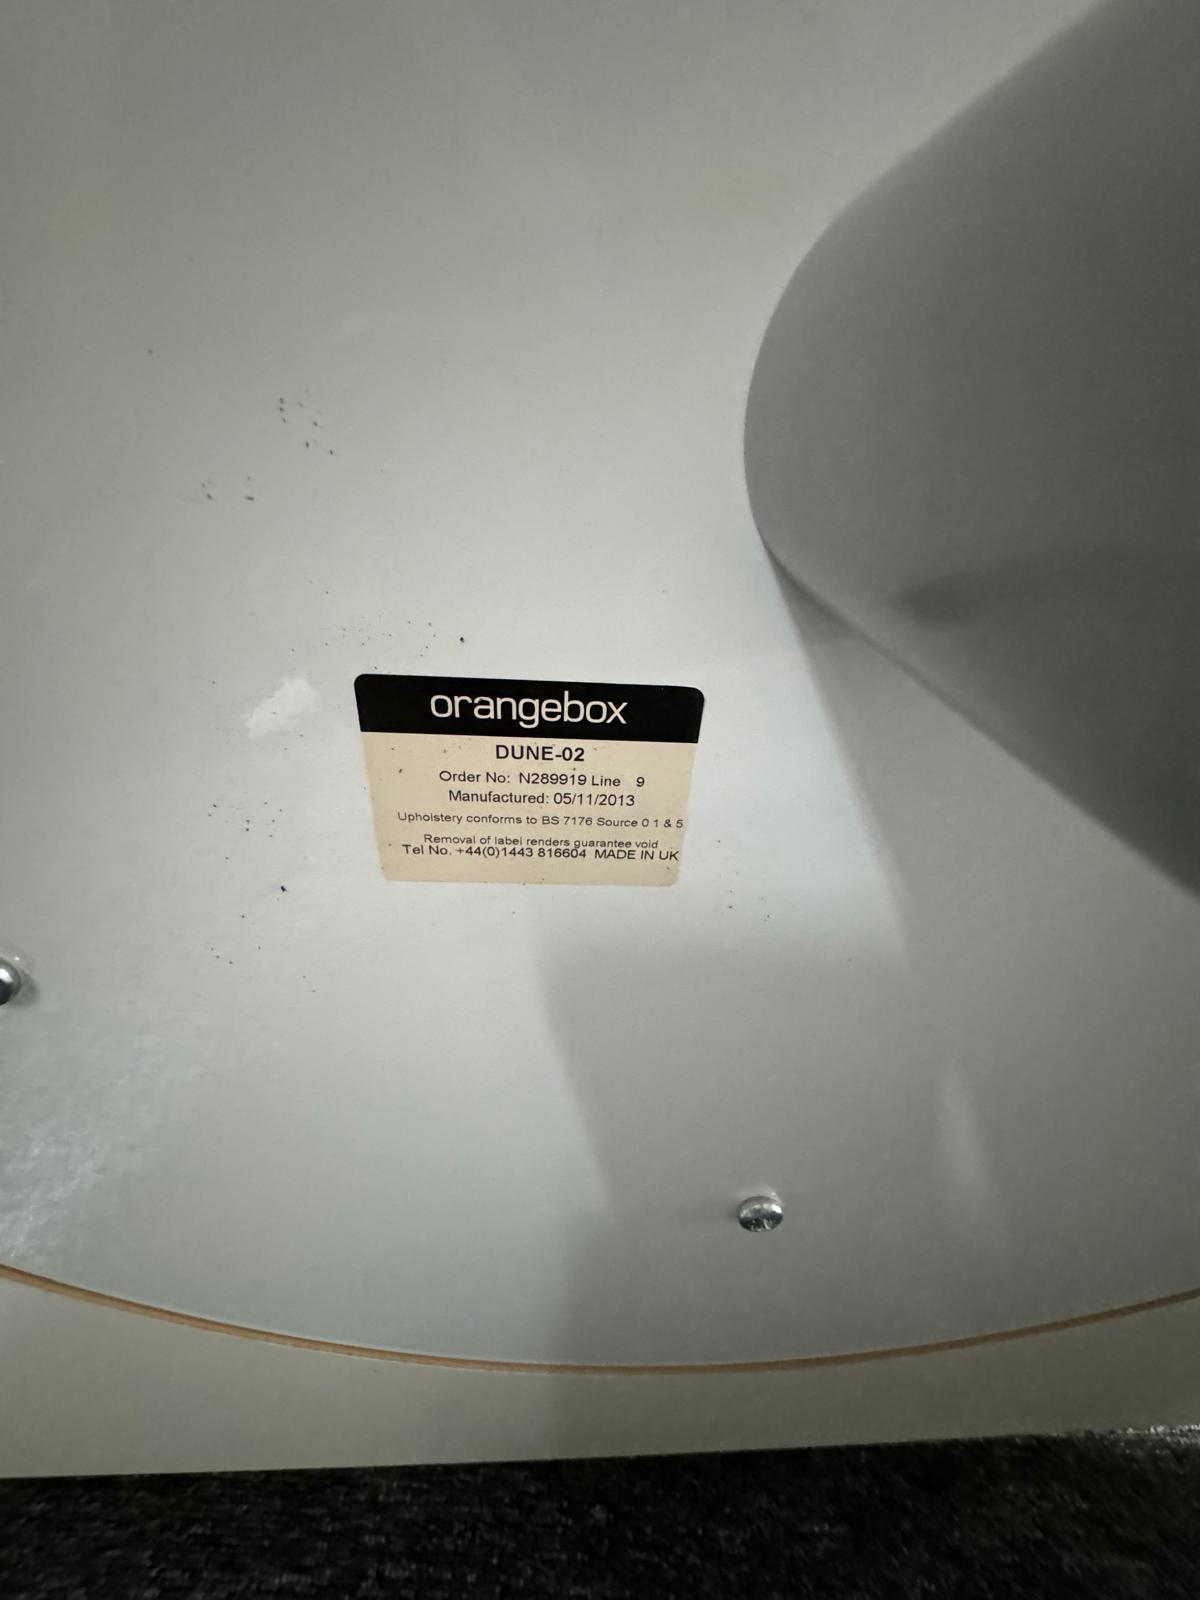 orangebox
DUNE-02
Order No: N289919 Line 9
Manufactured: 05/11/2013
Upholstery conforms to BS 7176 Source 0 1 & 5
Removal of label renders guarantee void
Tel No. +44(0)1443 816604 MADE IN UK